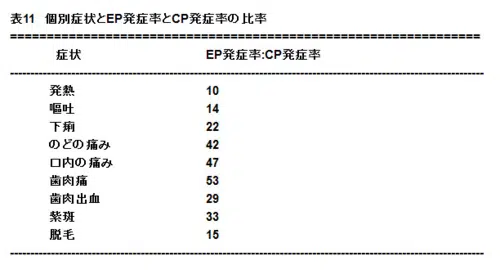 表11 個別症状とEP発症率とCP発症率の比率
症状 EP発症率:CP発症率
発熱 10
嘔吐 14
下痢 22
のどの痛み 42
口内の痛み 47
歯肉痛 53
歯肉出血 29
紫斑 33
脱毛 15